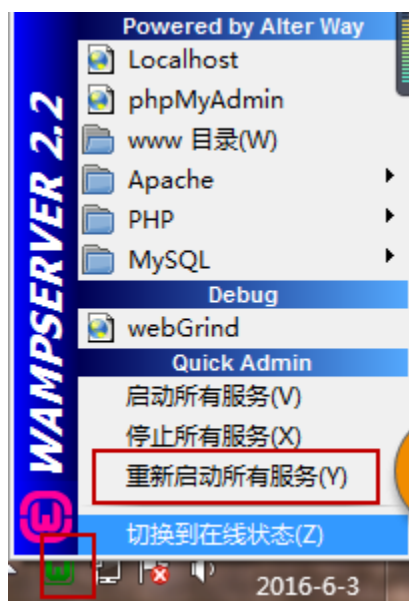 Powered by Alter Way
Localhost
phpMyAdmin
www 目录(W)
Apache
PHP
MySQL
Debug
webGrind
Quick Admin
启动所有服务(V)
停止所有服务(X)
重新启动所有服务(Y)
切换到在线状态(Z)
WAMPSERVER 2.2
2016-6-3